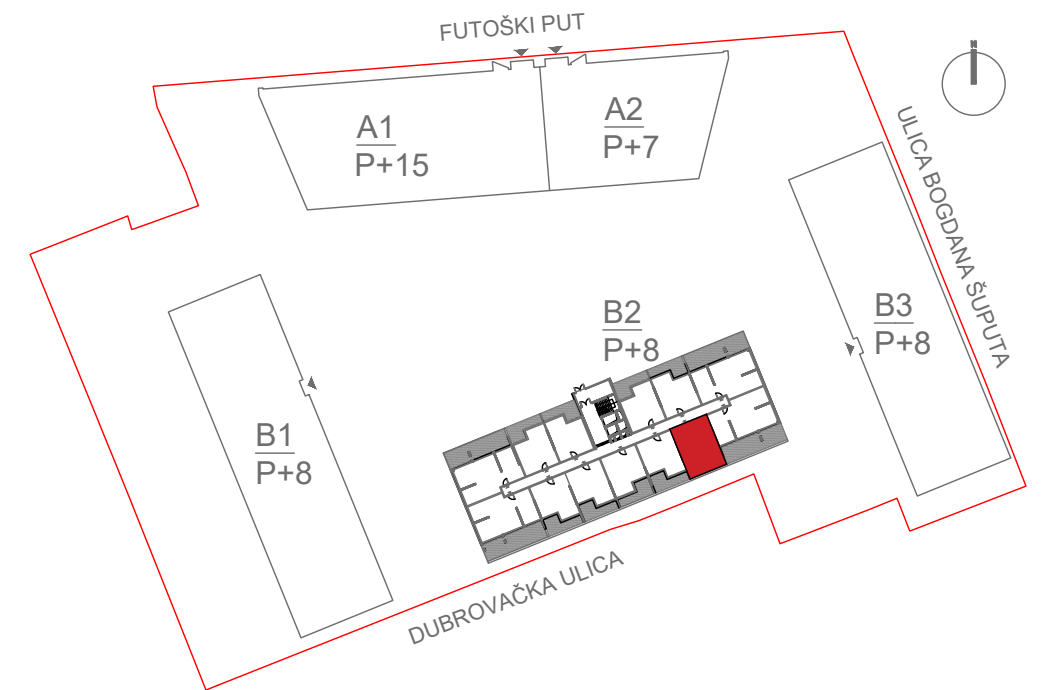 FUTOŠKI PUT
N
A1
P+15
A2
P+7
ULICA BOGDANA ŠUPUTA
B2
P+8
B3
P+8
B1
P+8
DUBROVAČKA ULICA